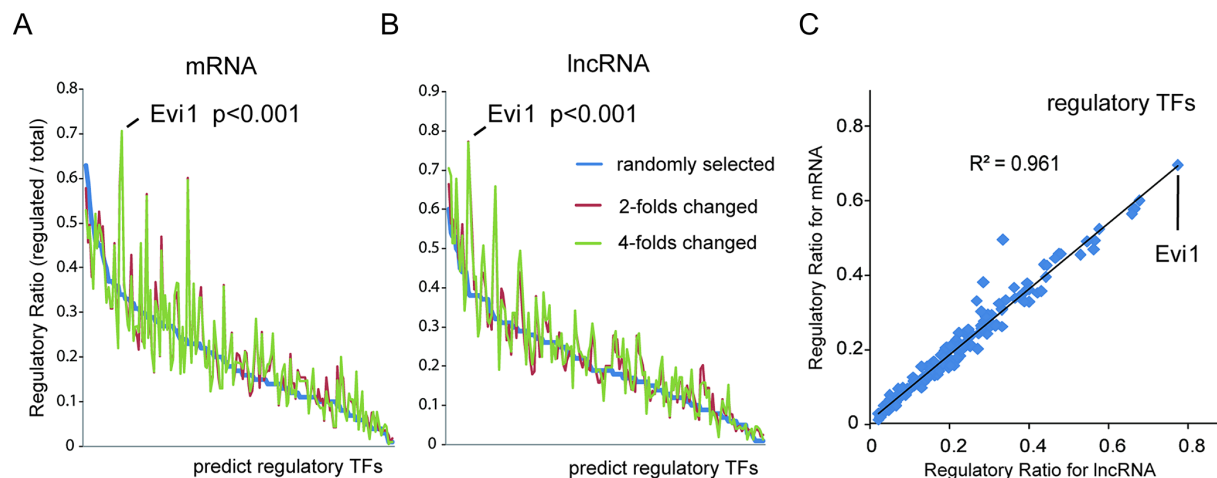 A
mRNA
Regulatory Ratio (regulated / total)
0.8
0.7
0.6
0.5
0.4
0.3
0.2
0.1
0
Evi1 p<0.001
predict regulatory TFs
B
lncRNA
0.9
0.8
0.7
0.6
0.5
0.4
0.3
0.2
0.1
0
Evi1 p<0.001
randomly selected
2-folds changed
4-folds changed
predict regulatory TFs
C
regulatory TFs
Regulatory Ratio for mRNA
0.8
0.6
0.4
0.2
0
R² = 0.961
Evi1
0.2
0.4
0.6
0.8
Regulatory Ratio for lncRNA